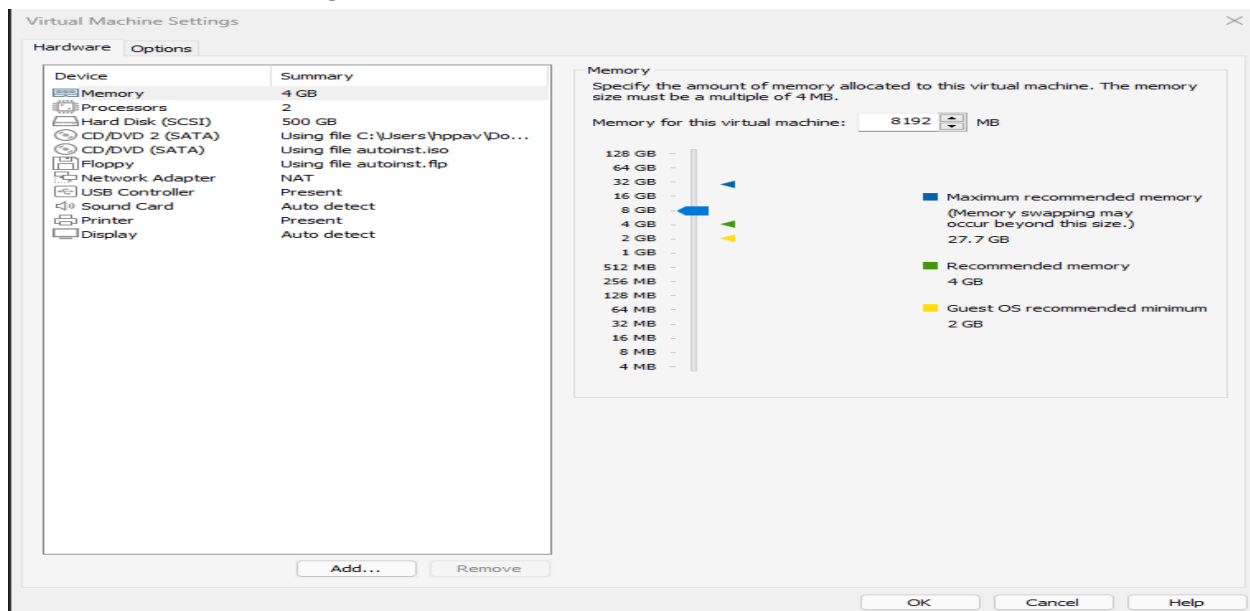 Virtual Machine Settings
Hardware Options
Device Summary
Memory 4 GB
Processors 2
Hard Disk (SCSI) 500 GB
CD/DVD 2 (SATA) Using file C:\Users\hppav\Do...
CD/DVD (SATA) Using file autoinst.iso
Floppy Using file autoinst.flp
Network Adapter NAT
USB Controller Present
Sound Card Auto detect
Printer Present
Display Auto detect
Add... Remove
Memory
Specify the amount of memory allocated to this virtual machine. The memory
size must be a multiple of 4 MB.
Memory for this virtual machine: 8192 MB
128 GB
64 GB
32 GB
16 GB
8 GB
4 GB
2 GB
1 GB
512 MB
256 MB
128 MB
64 MB
32 MB
16 MB
8 MB
4 MB
Maximum recommended memory
(Memory swapping may
occur beyond this size.)
27.7 GB
Recommended memory
4 GB
Guest OS recommended minimum
2 GB
OK Cancel Help